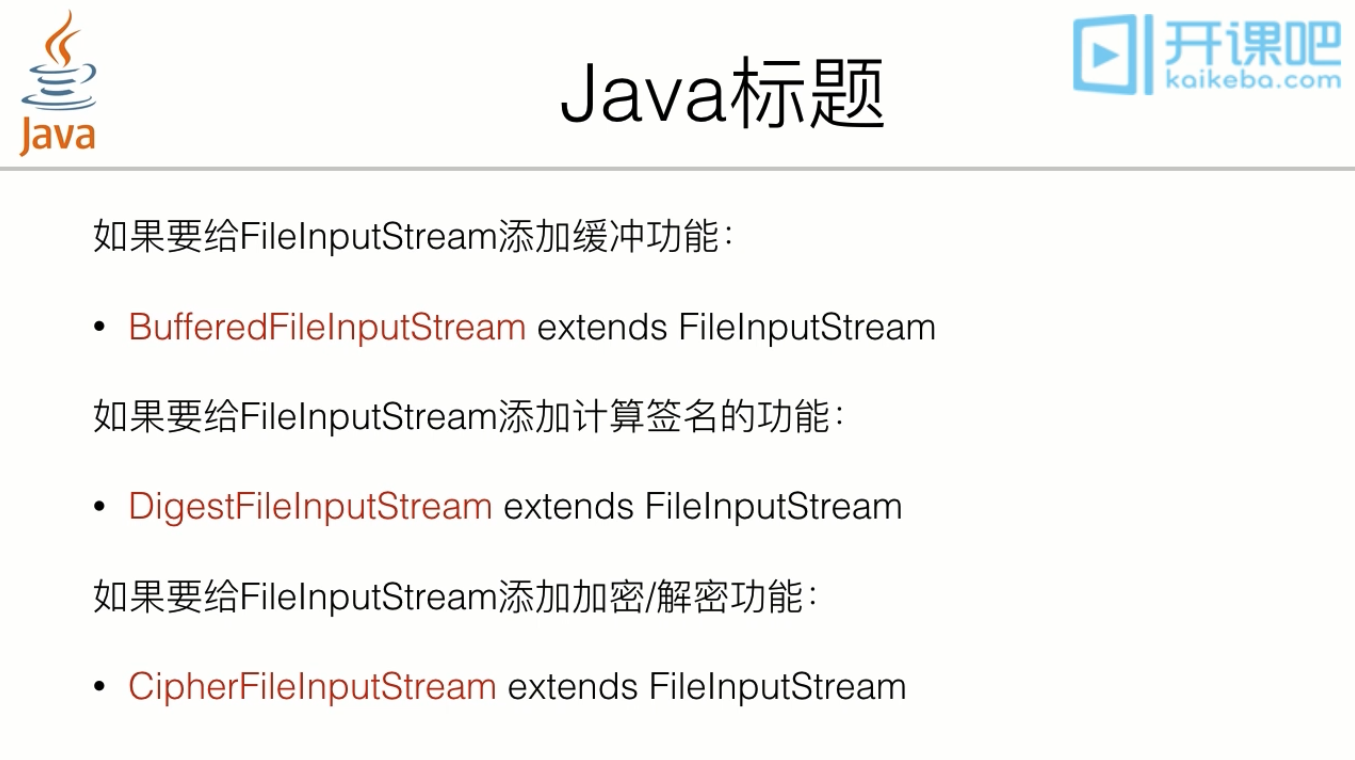 Java
Java标题
开课吧
kaikeba.com
如果要给FileInputStream添加缓冲功能：
• BufferedFileInputStream extends FileInputStream
如果要给FileInputStream添加计算签名的功能：
• DigestFileInputStream extends FileInputStream
如果要给FileInputStream添加加密/解密功能：
• CipherFileInputStream extends FileInputStream